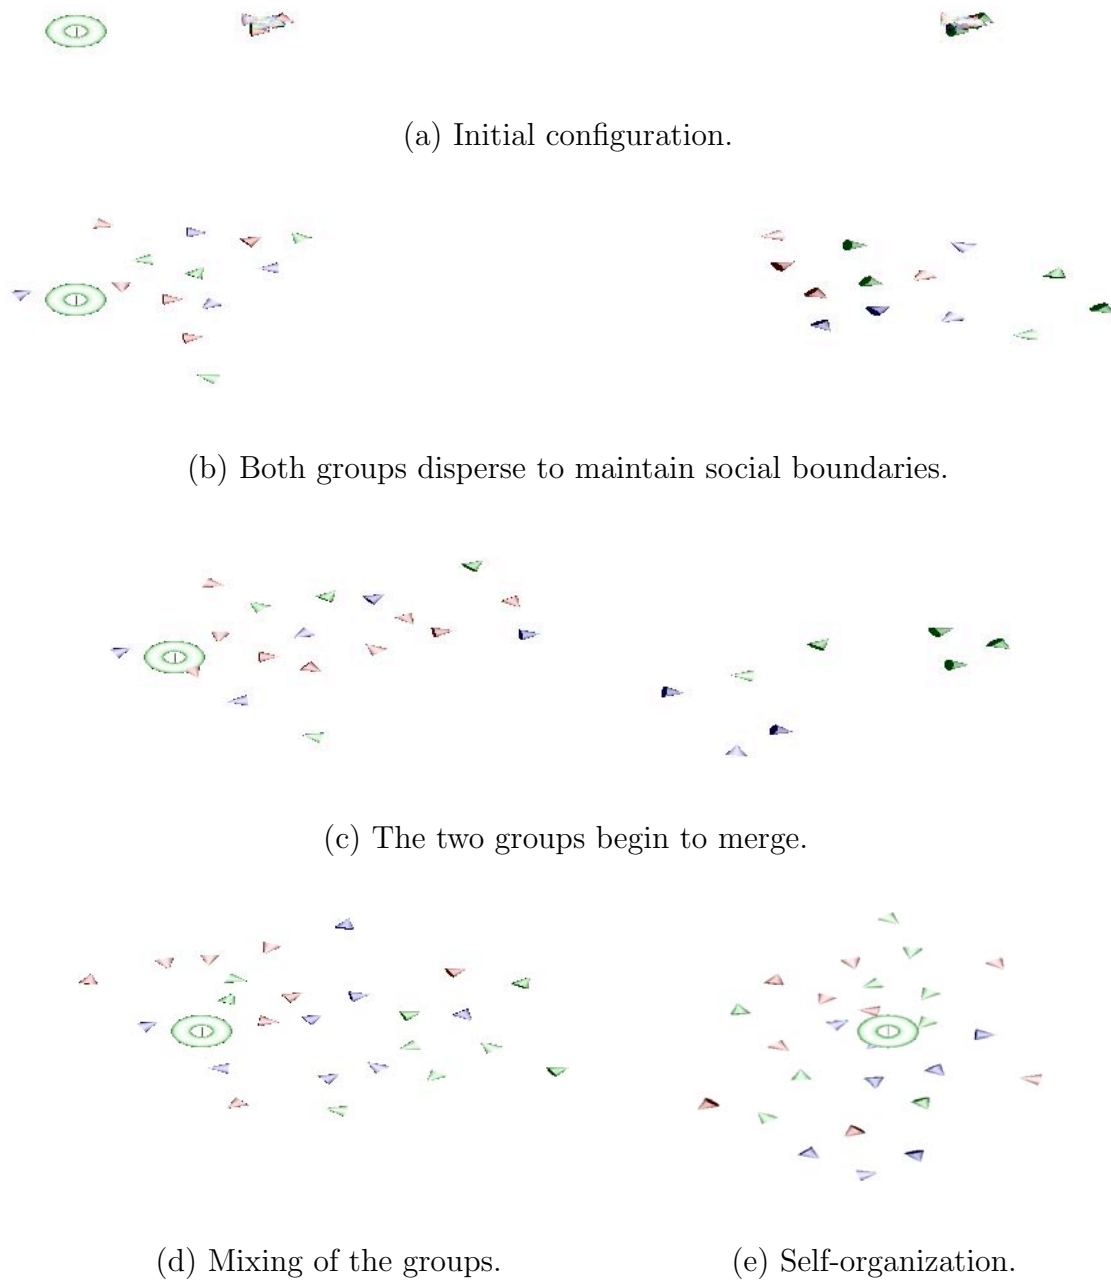 (a) Initial configuration.
(b) Both groups disperse to maintain social boundaries.
(c) The two groups begin to merge.
(d) Mixing of the groups.
(e) Self-organization.